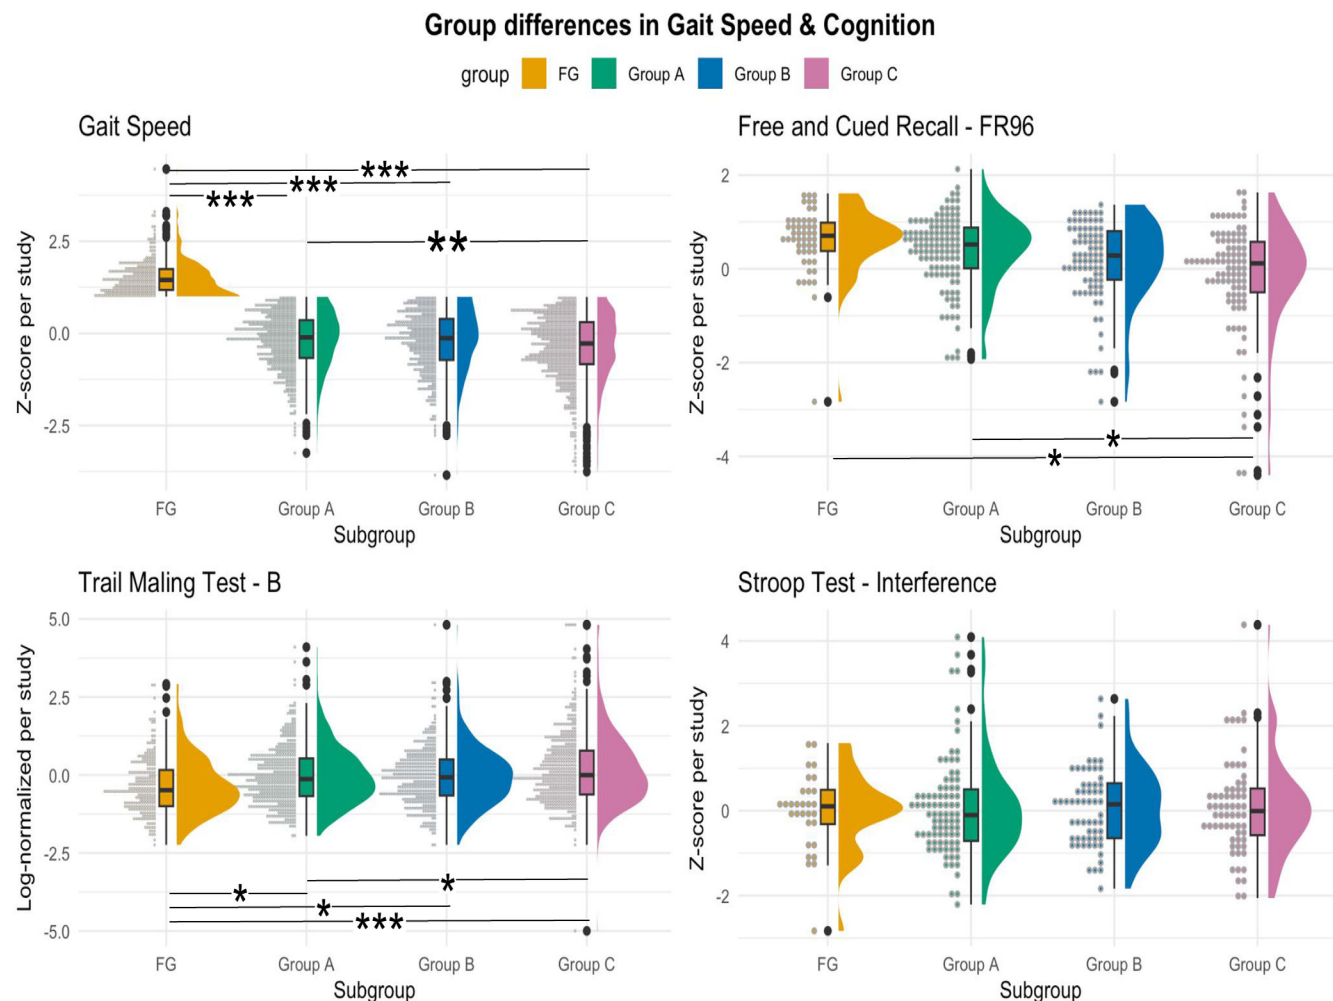 Group differences in Gait Speed & Cognition
group FG Group A Group B Group C
Gait Speed
Z-score per study
2.5
0.0
-2.5
***
***
***
**
FG Group A Group B Group C
Subgroup
Free and Cued Recall - FR96
Z-score per study
2
0
-2
-4
*
*
FG Group A Group B Group C
Subgroup
Trail Maling Test - B
Log-normalized per study
5.0
2.5
0.0
-2.5
-5.0
*
*
*
***
FG Group A Group B Group C
Subgroup
Stroop Test - Interference
Z-score per study
4
2
0
-2
FG Group A Group B Group C
Subgroup